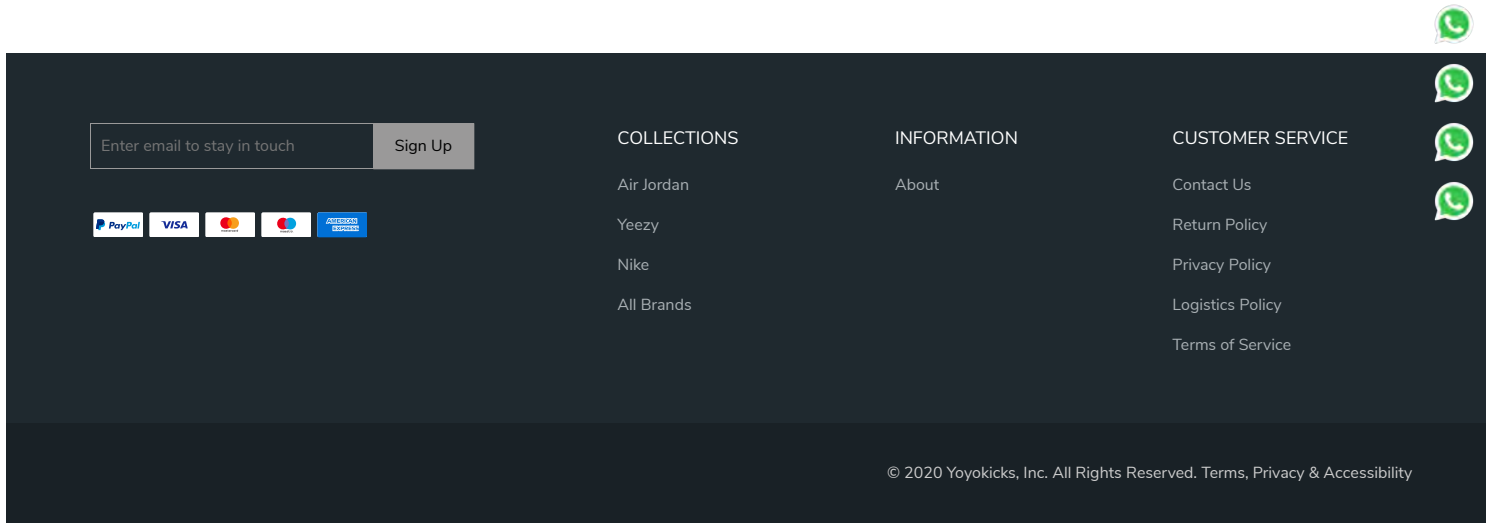 Enter email to stay in touch
Sign Up
PayPal
VISA
AMERICAN
EXPRESS
COLLECTIONS
Air Jordan
Yeezy
Nike
All Brands
INFORMATION
About
CUSTOMER SERVICE
Contact Us
Return Policy
Privacy Policy
Logistics Policy
Terms of Service
© 2020 Yoyokicks, Inc. All Rights Reserved. Terms, Privacy & Accessibility